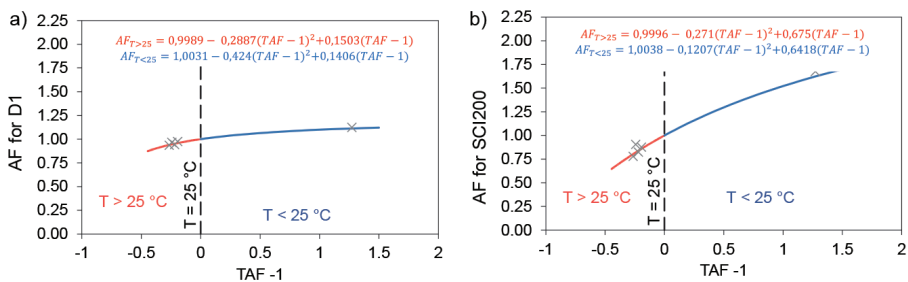 a)
AF_{T>25} = 0,9989 − 0,2887(TAF − 1)²+0,1503(TAF − 1)
AF_{T<25} = 1,0031 − 0,424(TAF − 1)²+0,1406(TAF − 1)
2.25
2.00
1.75
1.50
1.25
1.00
0.75
0.50
0.25
0.00
AF for D1
T > 25 °C
T = 25 °C
T < 25 °C
-1
-0.5
0
0.5
1
1.5
2
TAF -1
b)
AF_{T>25} = 0,9996 − 0,271(TAF − 1)²+0,675(TAF − 1)
AF_{T<25} = 1,0038 − 0,1207(TAF − 1)²+0,6418(TAF − 1)
2.25
2.00
1.75
1.50
1.25
1.00
0.75
0.50
0.25
0.00
AF for SCI200
T > 25 °C
T = 25 °C
T < 25 °C
-1
-0.5
0
0.5
1
1.5
2
TAF -1